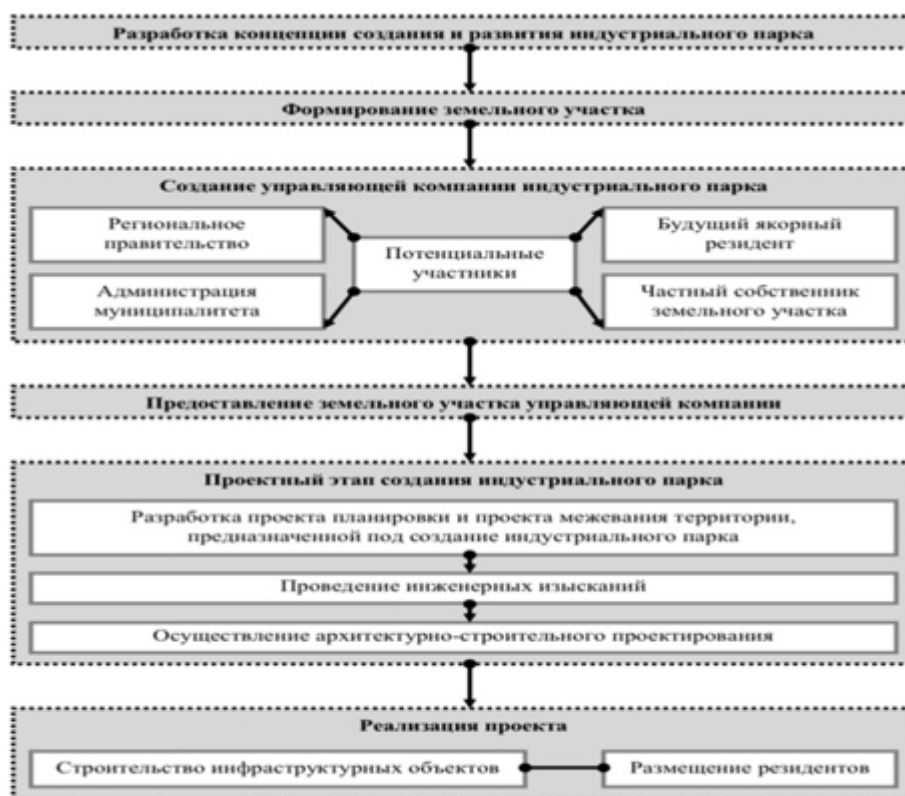 Разработка концепции создания и развития индустриального парка
Формирование земельного участка
Создание управляющей компании индустриального парка
Региональное
правительство
Будущий якорный
резидент
Потенциальные
участники
Администрация
муниципалитета
Частный собственник
земельного участка
Предоставление земельного участка управляющей компании
Проектный этап создания индустриального парка
Разработка проекта планировки и проекта межевания территории,
предназначенной под создание индустриального парка
Проведение инженерных изысканий
Осуществление архитектурно-строительного проектирования
Реализация проекта
Строительство инфраструктурных объектов
Размещение резидентов